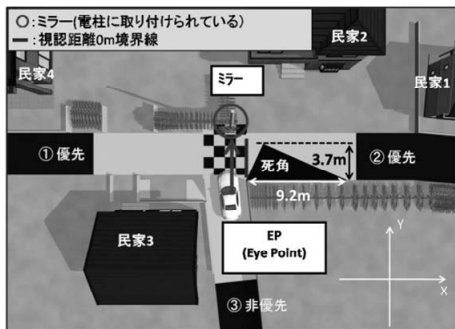 ○:ミラー(電柱に取り付けられている)
━:視認距離0m境界線
民家2
民家4
ミラー
民家1
①優先
死角
3.7m
②優先
9.2m
民家3
EP
(Eye Point)
Y
X
③非優先